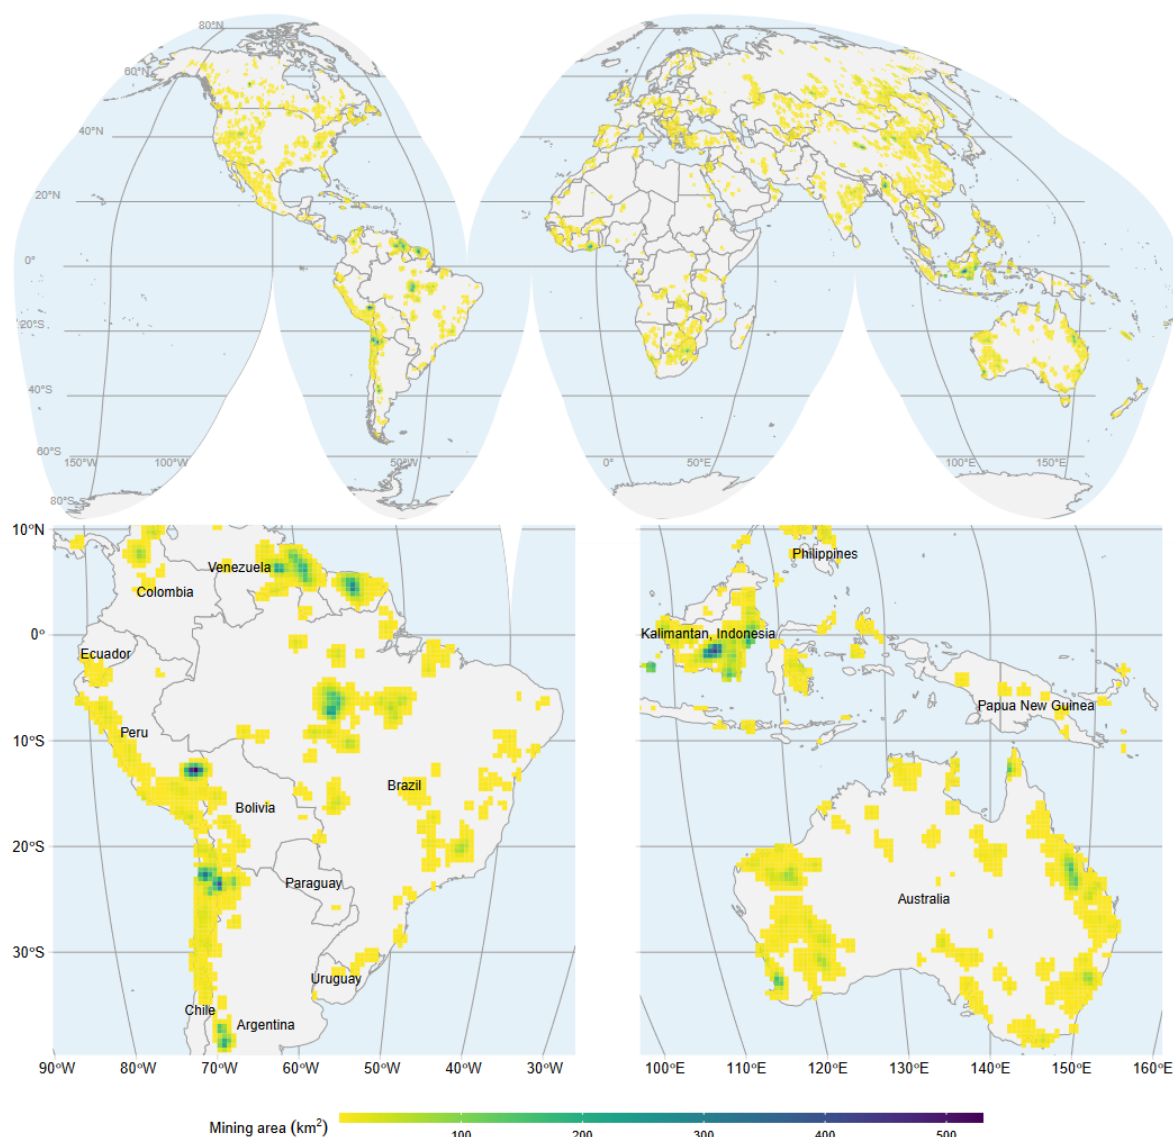 80°N
60°N
40°N
20°N
0°
20°S
40°S
60°S
150°W 100°W 50°W 0° 50°E 100°E 150°E
80°S
10°N
Venezuela
Philippines
Colombia
0°
Kalimantan, Indonesia
Ecuador
Papua New Guinea
Peru
10°S
Brazil
Bolivia
20°S
Paraguay
Australia
30°S
Uruguay
Chile
Argentina
90°W 80°W 70°W 60°W 50°W 40°W 30°W 100°E 110°E 120°E 130°E 140°E 150°E 160°E
Mining area (km²)
100 200 300 400 500